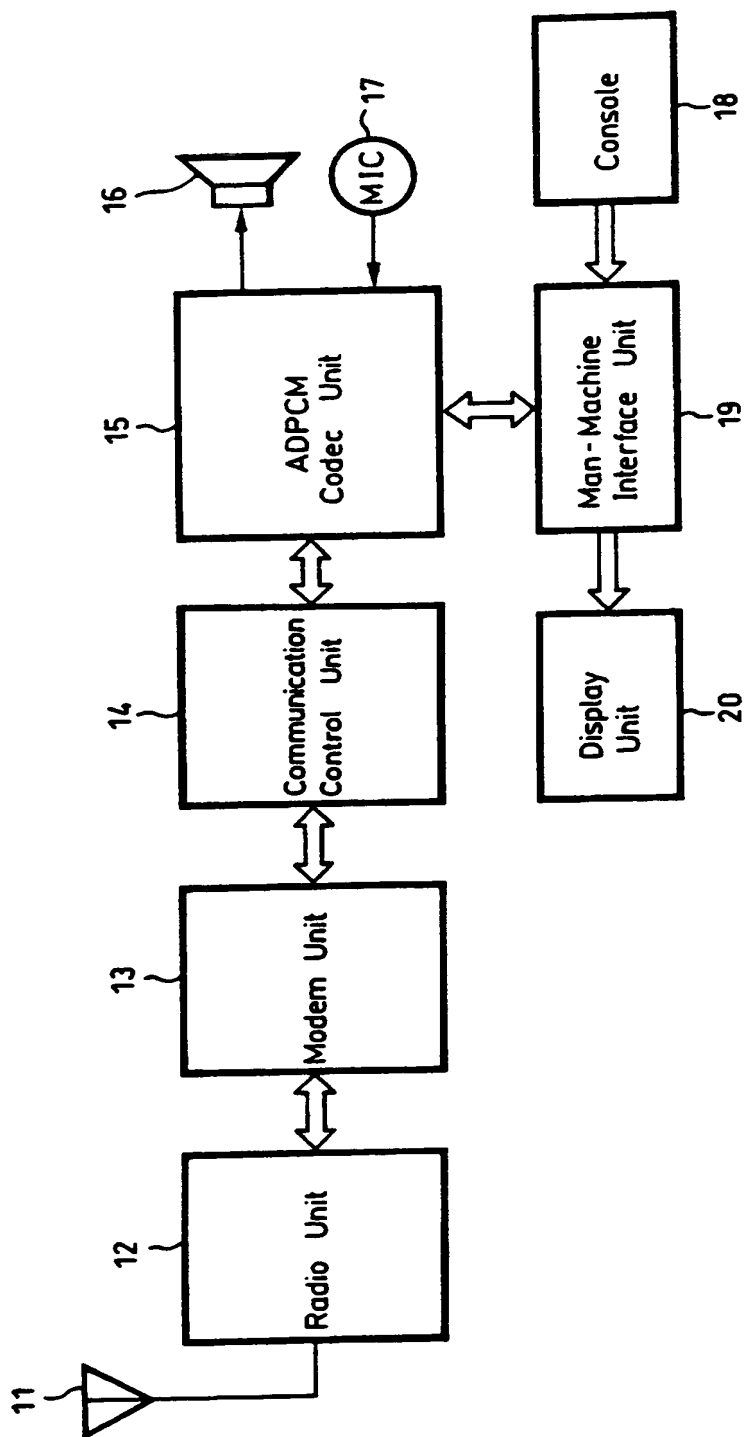 11
12
Radio Unit
13
Modem Unit
14
Communication
Control Unit
15
ADPCM
Codec Unit
16
17
MIC
20
Display
Unit
19
Man-Machine
Interface Unit
18
Console